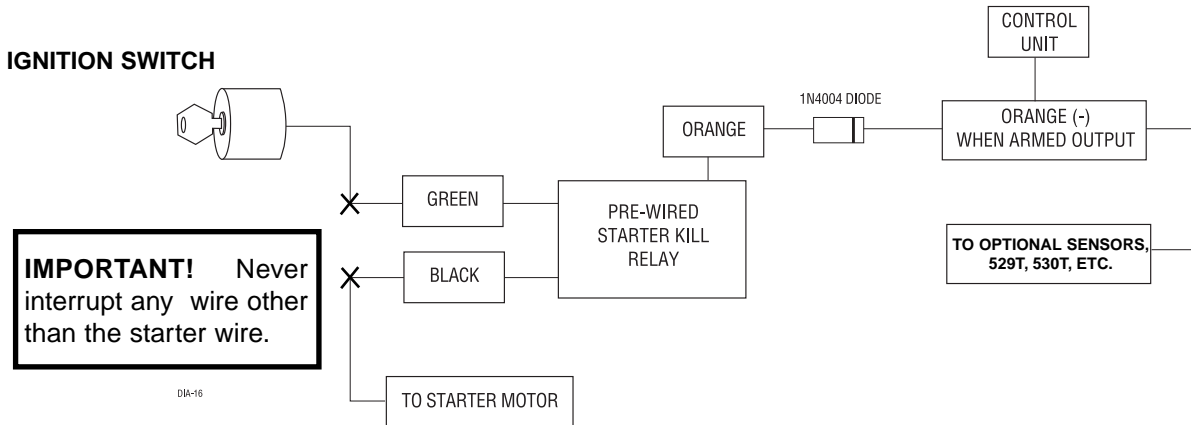 IGNITION SWITCH
CONTROL
UNIT
1N4004 DIODE
ORANGE
ORANGE (-)
WHEN ARMED OUTPUT
GREEN
PRE-WIRED
STARTER KILL
RELAY
BLACK
TO OPTIONAL SENSORS,
529T, 530T, ETC.
IMPORTANT! Never
interrupt any wire other
than the starter wire.
DIA-16
TO STARTER MOTOR